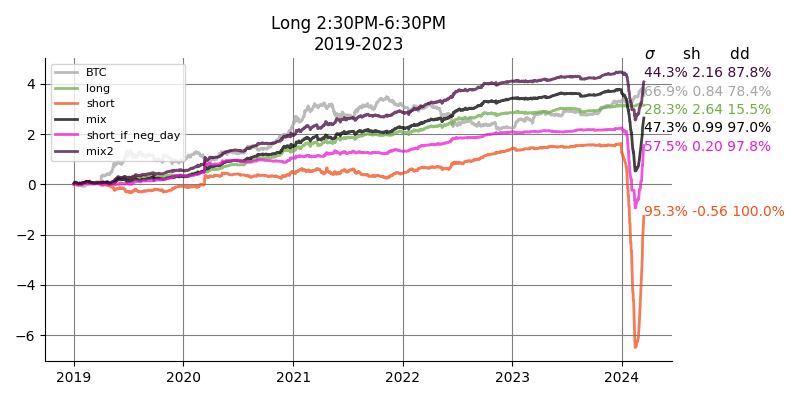 Long 2:30PM-6:30PM
2019-2023
σ sh dd
44.3% 2.16 87.8%
66.9% 0.84 78.4%
28.3% 2.64 15.5%
47.3% 0.99 97.0%
57.5% 0.20 97.8%
95.3% -0.56 100.0%
BTC
long
short
mix
short_if_neg_day
mix2
4
2
0
−2
−4
−6
2019 2020 2021 2022 2023 2024